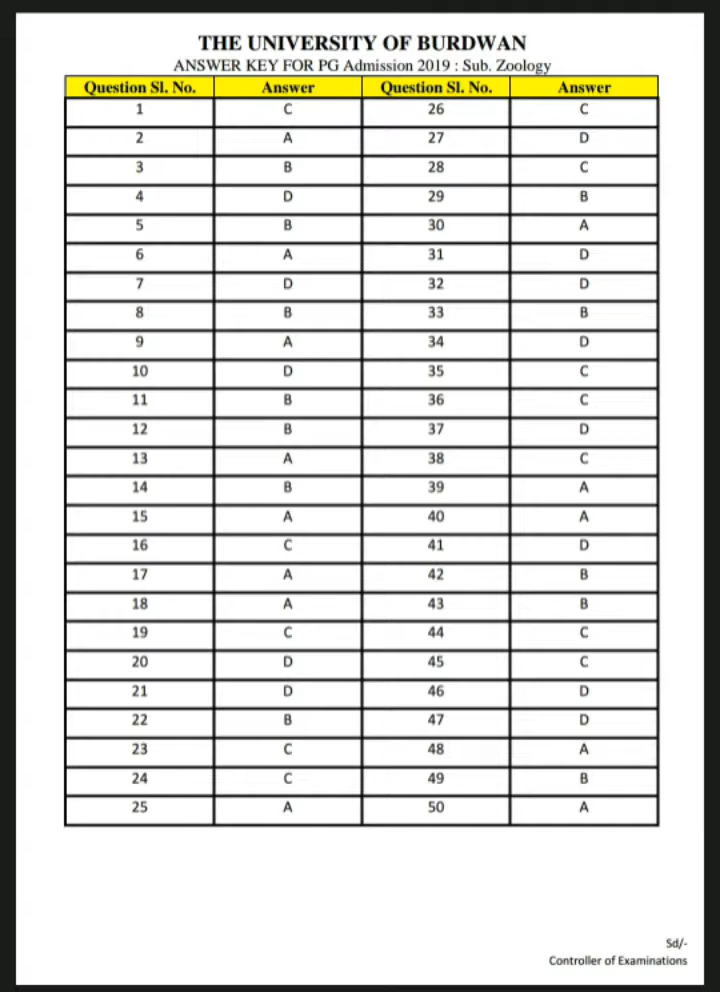 THE UNIVERSITY OF BURDWAN
ANSWER KEY FOR PG Admission 2019 : Sub. Zoology
Question Sl. No. Answer Question Sl. No. Answer
1 C 26 C
2 A 27 D
3 B 28 C
4 D 29 B
5 B 30 A
6 A 31 D
7 D 32 D
8 B 33 B
9 A 34 D
10 D 35 C
11 B 36 C
12 B 37 D
13 A 38 C
14 B 39 A
15 A 40 A
16 C 41 D
17 A 42 B
18 A 43 B
19 C 44 C
20 D 45 C
21 D 46 D
22 B 47 D
23 C 48 A
24 C 49 B
25 A 50 A
Sd/-
Controller of Examinations